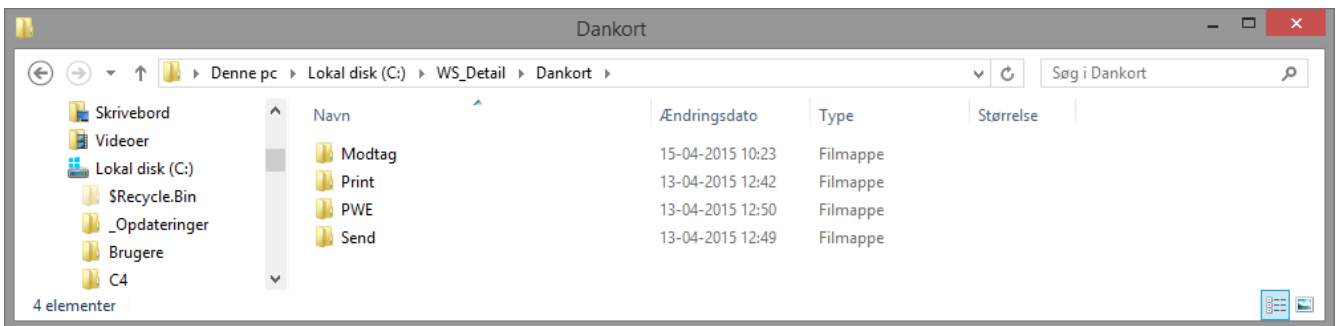 Dankort
Denne pc Lokal disk (C:) WS_Detail Dankort Søg i Dankort
Skrivebord
Videoer
Lokal disk (C:)
$Recycle.Bin
_Opdateringer
Brugere
C4
Navn Ændringsdato Type Størrelse
Modtag 15-04-2015 10:23 Filmappe
Print 13-04-2015 12:42 Filmappe
PWE 13-04-2015 12:50 Filmappe
Send 13-04-2015 12:49 Filmappe
4 elementer